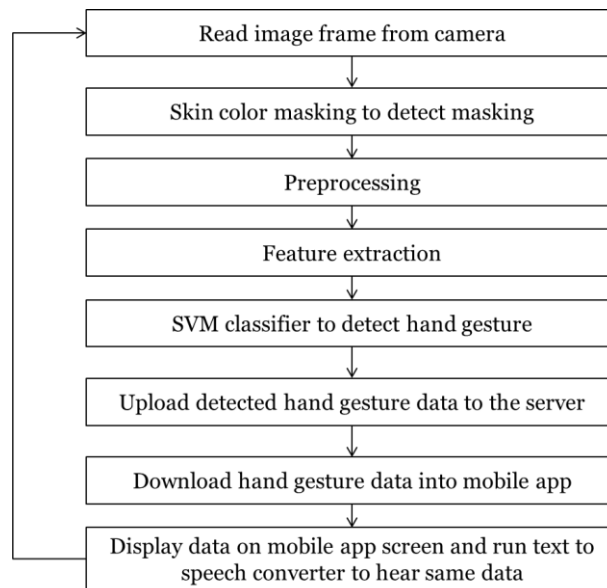 Read image frame from camera
Skin color masking to detect masking
Preprocessing
Feature extraction
SVM classifier to detect hand gesture
Upload detected hand gesture data to the server
Download hand gesture data into mobile app
Display data on mobile app screen and run text to
speech converter to hear same data